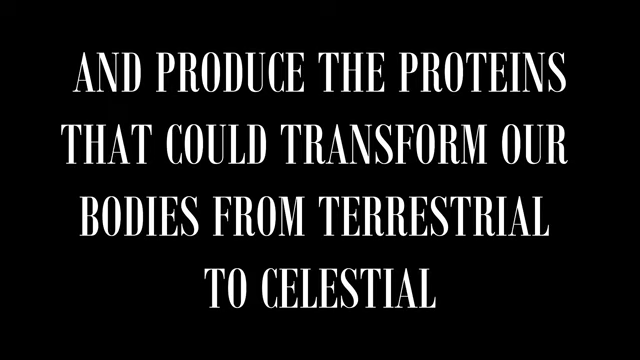 AND PRODUCE THE PROTEINS
THAT COULD TRANSFORM OUR
BODIES FROM TERRESTRIAL
TO CELESTIAL